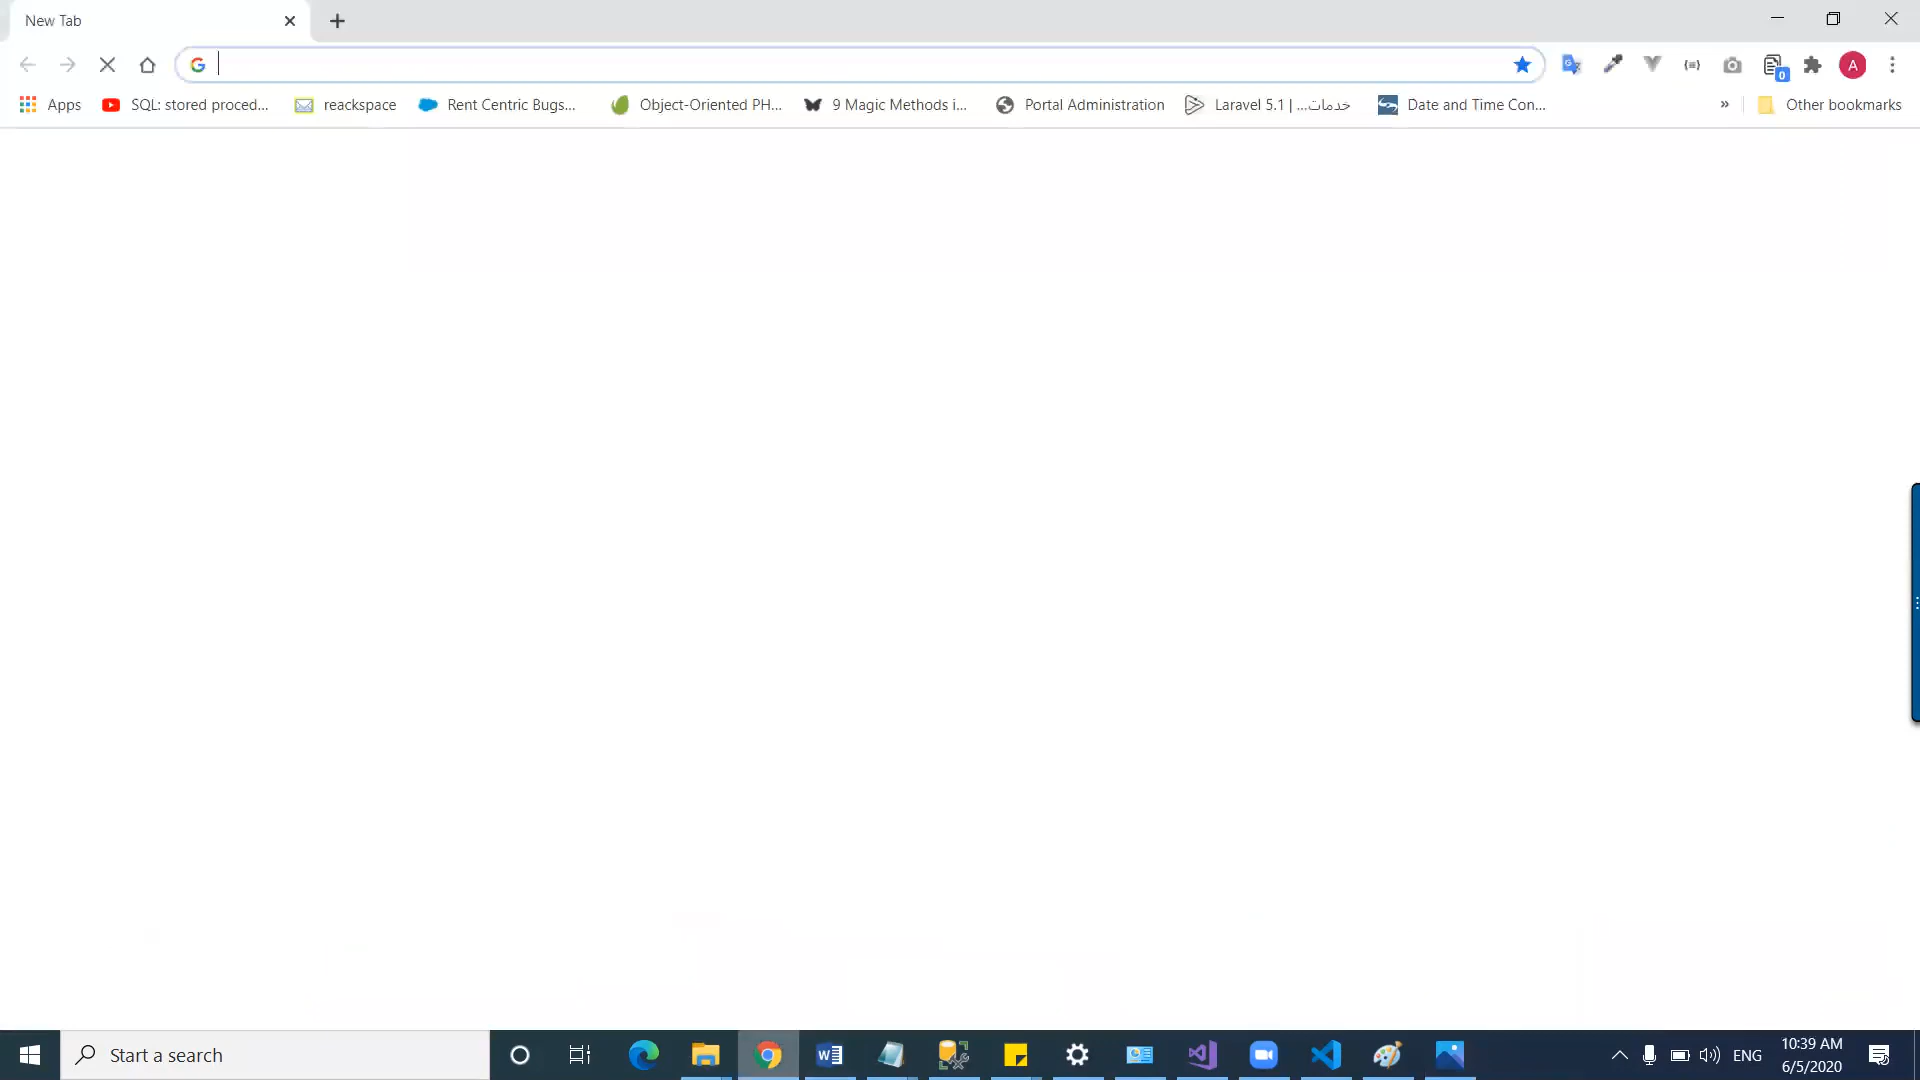 New Tab
Apps
SQL: stored proced...
reackspace
Rent Centric Bugs...
Object-Oriented PH...
9 Magic Methods i...
Portal Administration
Laravel 5.1 | ...خدمات
Date and Time Con...
»
Other bookmarks
A
0
Start a search
ENG
10:39 AM
6/5/2020